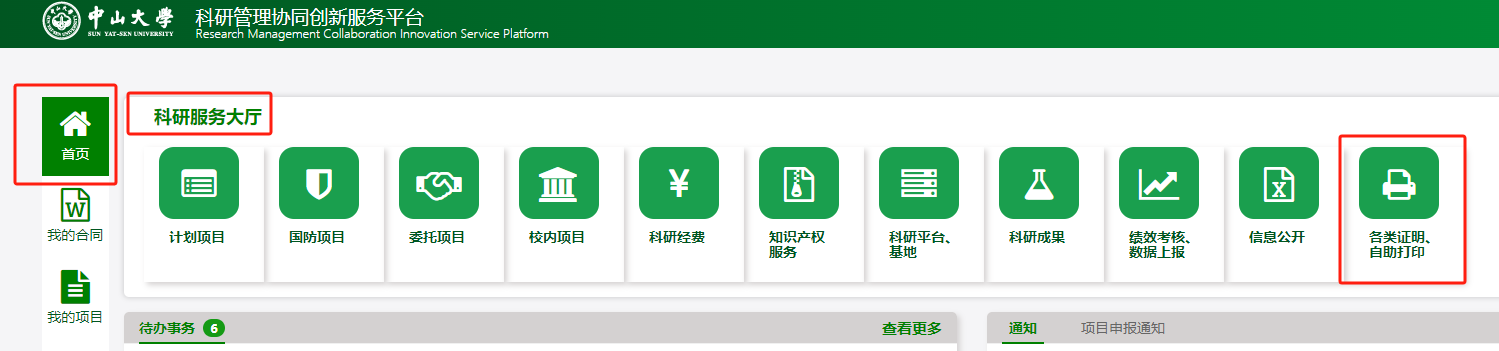 中山大學
SUN YAT-SEN UNIVERSITY
科研管理协同创新服务平台
Research Management Collaboration Innovation Service Platform
首页
我的合同
我的项目
科研服务大厅
计划项目
国防项目
委托项目
校内项目
科研经费
知识产权
服务
科研平台、
基地
科研成果
绩效考核、
数据上报
信息公开
各类证明、
自助打印
待办事务 6
查看更多
通知
项目申报通知